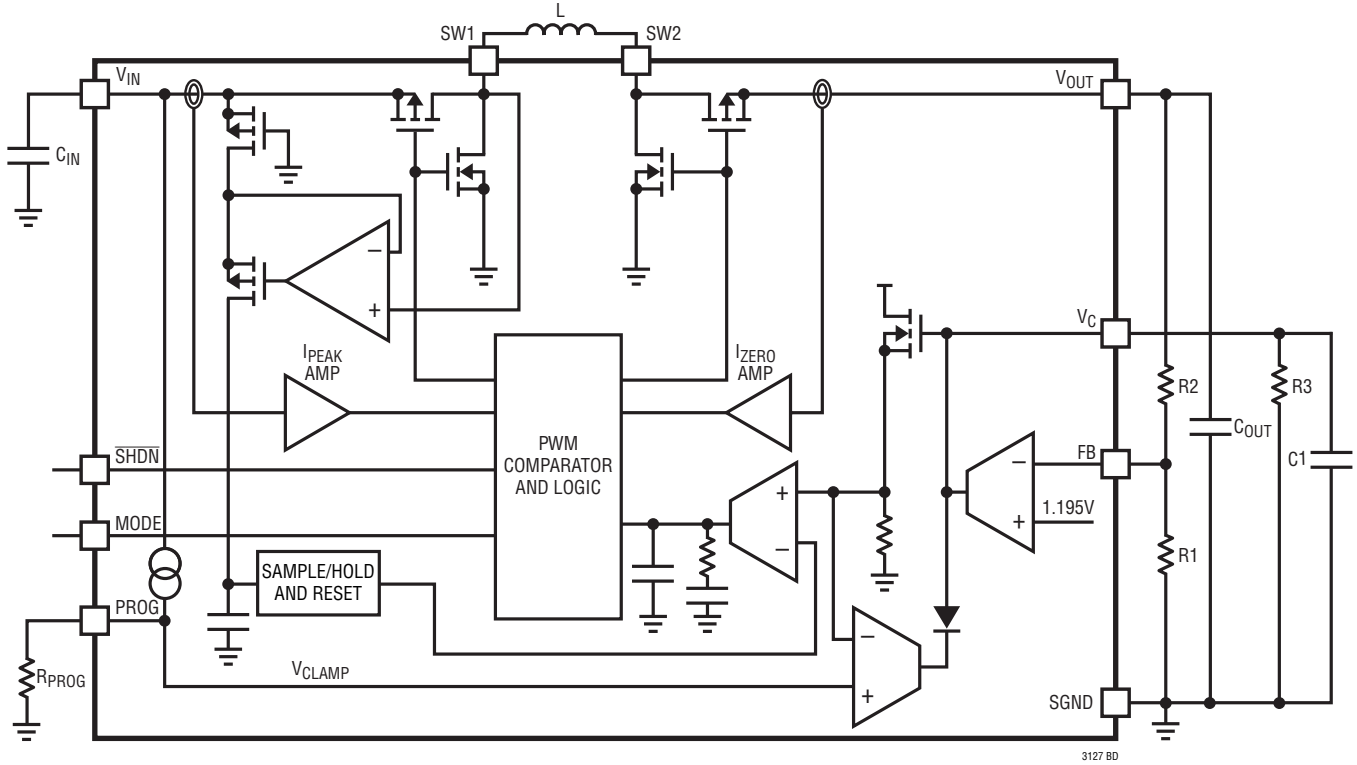 L
SW1
SW2
VIN
VOUT
CIN
VC
IPEAK
AMP
IZERO
AMP
R2
R3
COUT
PWM
COMPARATOR
AND LOGIC
SHDN
FB
C1
1.195V
MODE
R1
SAMPLE/HOLD
AND RESET
PROG
RPROG
VCLAMP
SGND
–
+
+
–
–
+
–
+
3127 BD